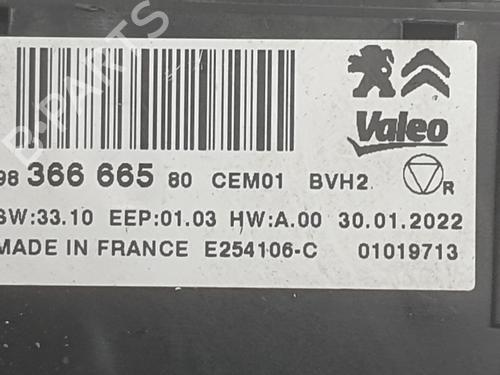 Valeo
98 366 665 80 CEM01 BVH2
R
SW:33.10 EEP:01.03 HW:A.00 30.01.2022
MADE IN FRANCE E254106-C 01019713
B-PARTS